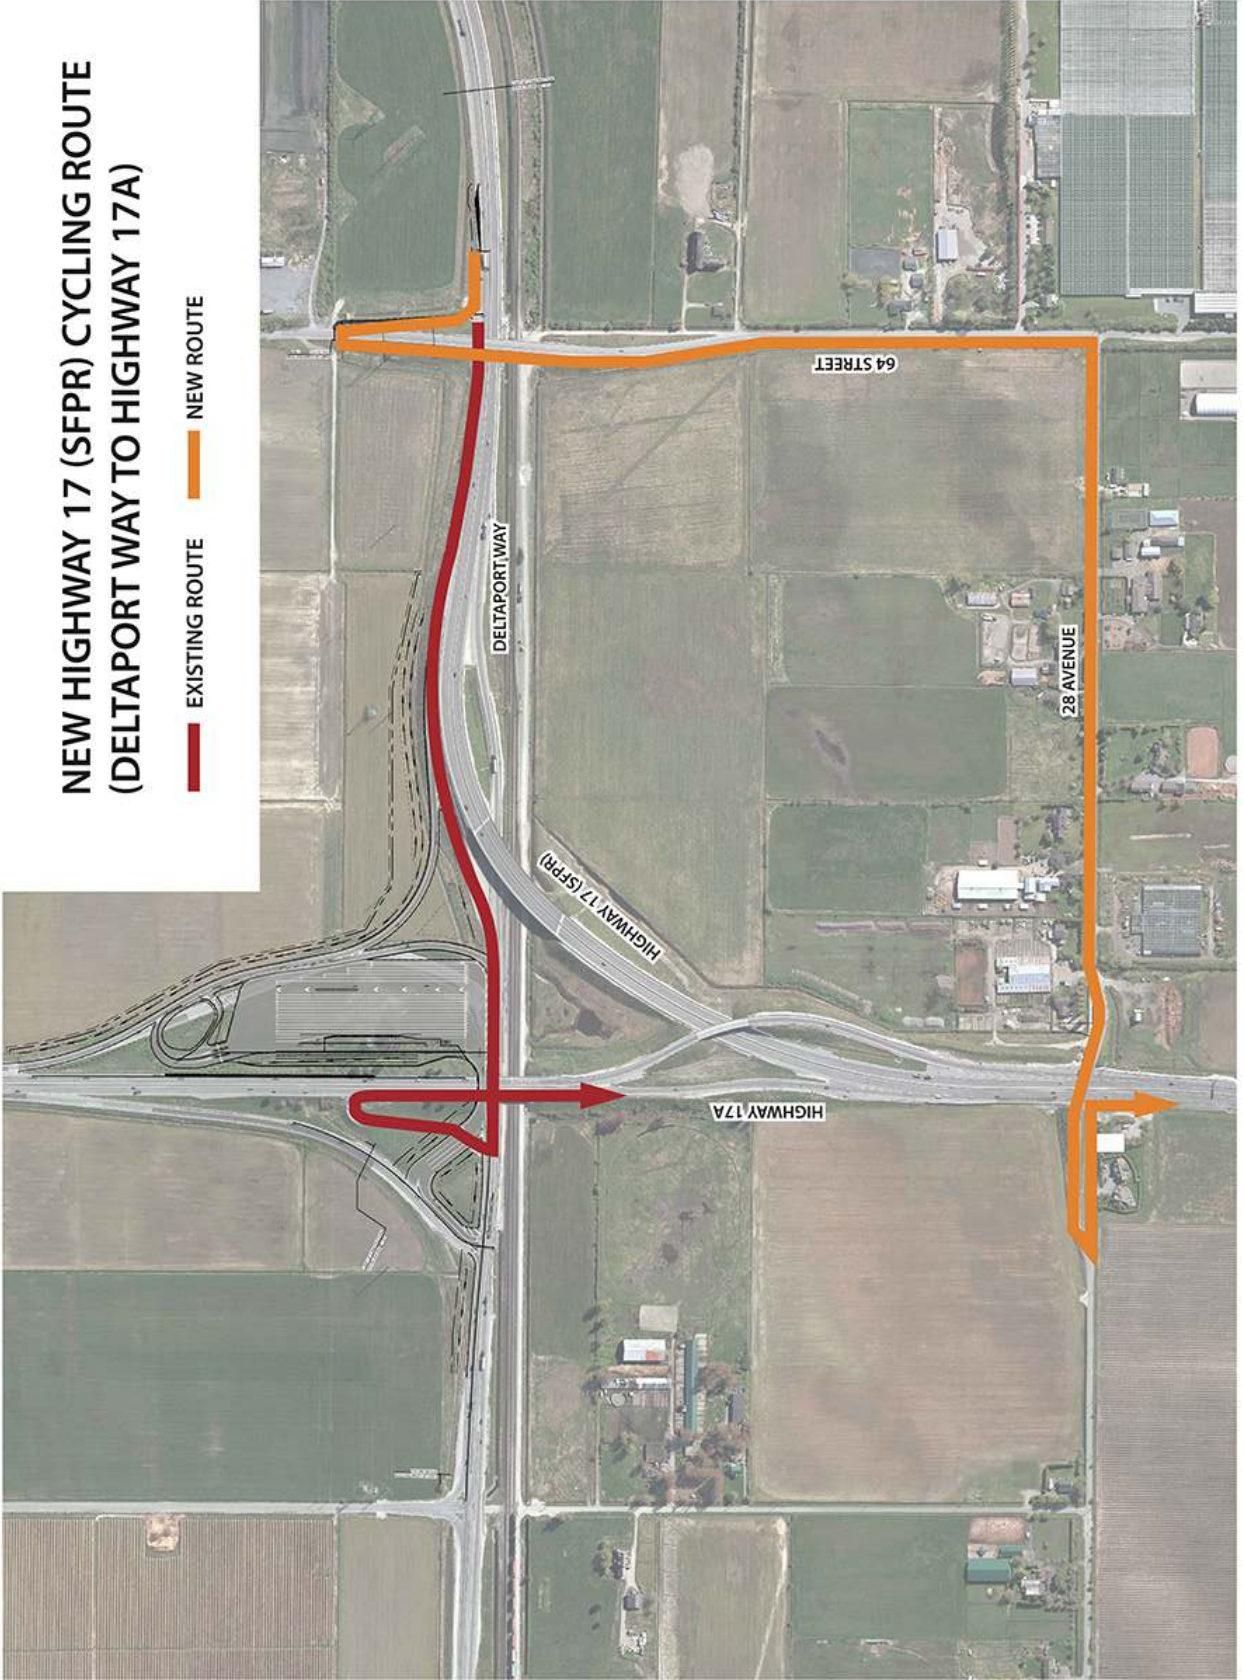 NEW HIGHWAY 17 (SFPR) CYCLING ROUTE
(DELTAPORT WAY TO HIGHWAY 17A)
EXISTING ROUTE
NEW ROUTE
64 STREET
DELTAPORT WAY
28 AVENUE
HIGHWAY 17 (SFPR)
HIGHWAY 17A